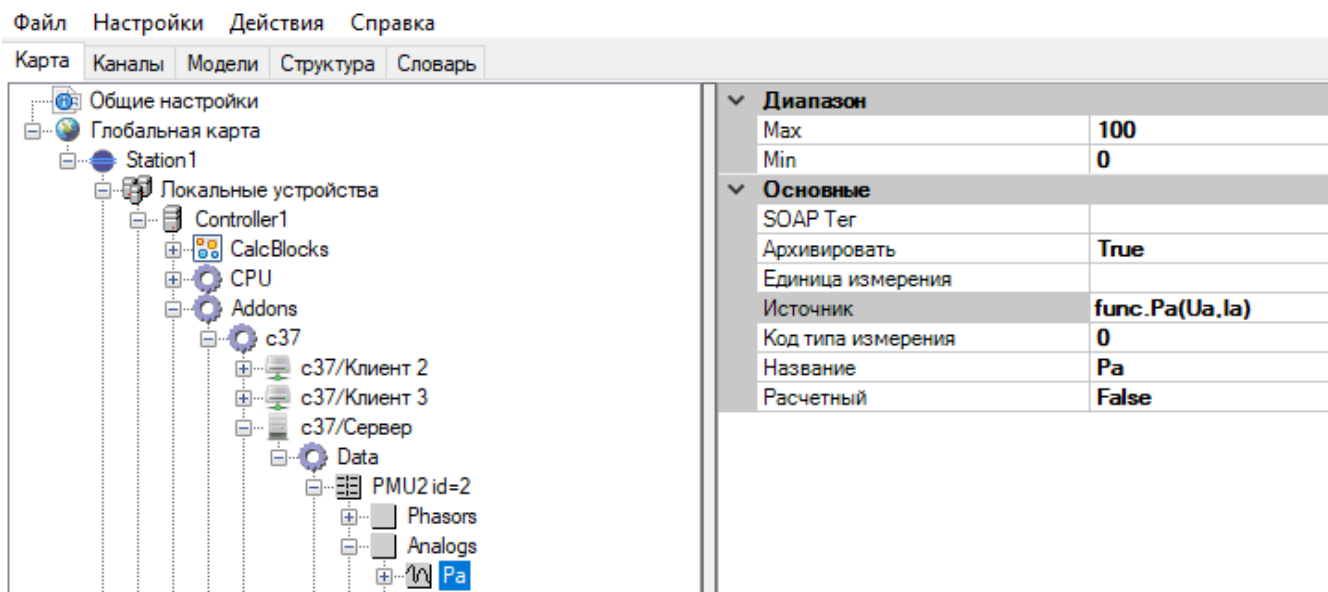 Файл Настройки Действия Справка
Карта Каналы Модели Структура Словарь
Общие настройки
Глобальная карта
Station1
Локальные устройства
Controller1
CalcBlocks
CPU
Addons
c37
c37/Клиент 2
c37/Клиент 3
c37/Сервер
Data
PMU2 id=2
Phasors
Analogs
Pa
Диапазон
Max 100
Min 0
Основные
SOAP Тег
Архивировать True
Единица измерения
Источник func.Pa(Ua,Ia)
Код типа измерения 0
Название Pa
Расчетный False